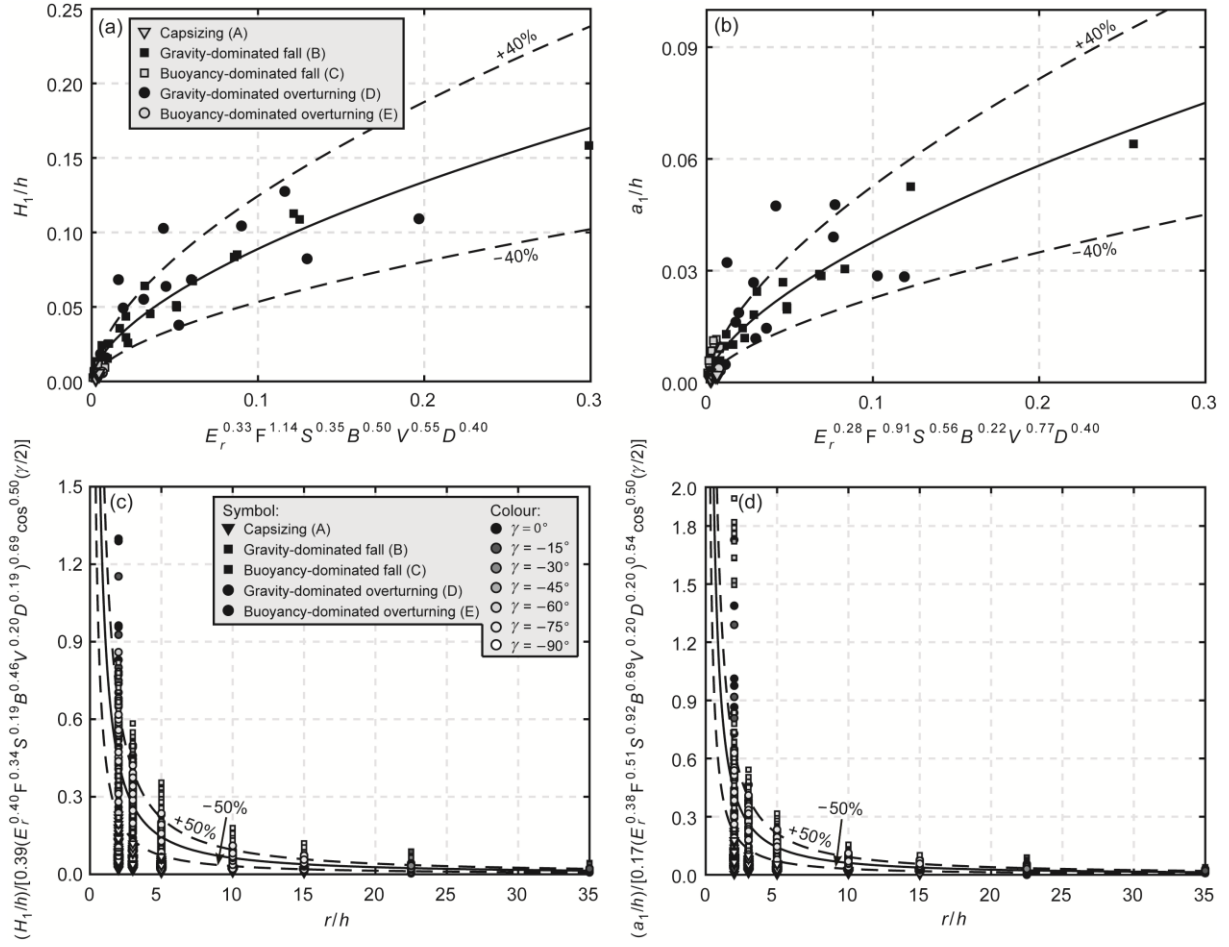 (a)
0.25
0.20
0.15
0.10
0.05
0.00
H₁/h
Capsizing (A)
Gravity-dominated fall (B)
Buoyancy-dominated fall (C)
Gravity-dominated overturning (D)
Buoyancy-dominated overturning (E)
+40%
−40%
0 0.1 0.2 0.3
E_r^0.33 F^1.14 S^0.35 B^0.50 V^0.55 D^0.40
(b)
0.09
0.06
0.03
0.00
a₁/h
+40%
−40%
0 0.1 0.2 0.3
E_r^0.28 F^0.91 S^0.56 B^0.22 V^0.77 D^0.40
(c)
1.5
1.2
0.9
0.6
0.3
0.0
(H₁/h)/[0.39(E_r^0.40 F^0.34 S^0.19 B^0.46 V^0.20 D^0.19)^0.69 cos^0.50(γ/2)]
Symbol:
Capsizing (A)
Gravity-dominated fall (B)
Buoyancy-dominated fall (C)
Gravity-dominated overturning (D)
Buoyancy-dominated overturning (E)
Colour:
γ = 0°
γ = −15°
γ = −30°
γ = −45°
γ = −60°
γ = −75°
γ = −90°
+50%
−50%
0 5 10 15 20 25 30 35
r/h
(d)
2.0
1.8
1.5
1.2
0.9
0.6
0.3
0.0
(a₁/h)/[0.17(E_r^0.38 F^0.51 S^0.92 B^0.69 V^0.20 D^0.20)^0.54 cos^0.50(γ/2)]
+50%
−50%
0 5 10 15 20 25 30 35
r/h